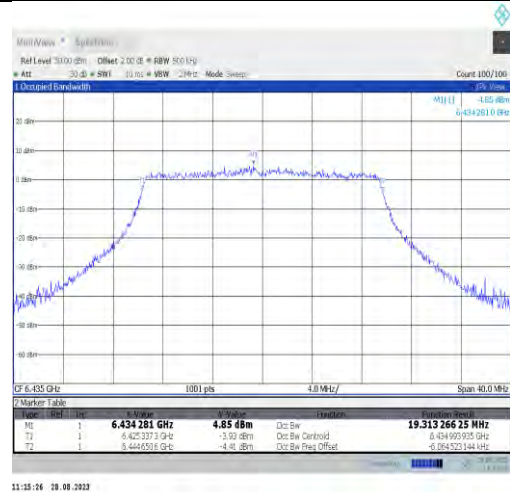 MultiView Spectrum
Ref Level 30.00 dBm Offset 2.00 dB RBW 500 kHz
Att 30 dB SWT 10 ms VBW 2 MHz Mode Sweep Count 100/100
1 Occupied Bandwidth
M1[1] 4.85 dBm
6.434 2810 GHz
20 dBm
10 dBm
M1
0 dBm
-10 dBm
-20 dBm
-30 dBm
-40 dBm
-50 dBm
-60 dBm
CF 6.435 GHz 1001 pts 4.0 MHz/ Span 40.0 MHz
2 Marker Table
Type Ref Trc X-Value Y-Value Function Function Result
M1 1 6.434 281 GHz 4.85 dBm Occ Bw 19.313 266 25 MHz
T1 1 6.425 337 3 GHz -3.93 dBm Occ Bw Centroid 6.434 993 935 GHz
T2 1 6.444 650 6 GHz -4.41 dBm Occ Bw Freq Offset -6.064 523 144 kHz
11:15:26 28.08.2023